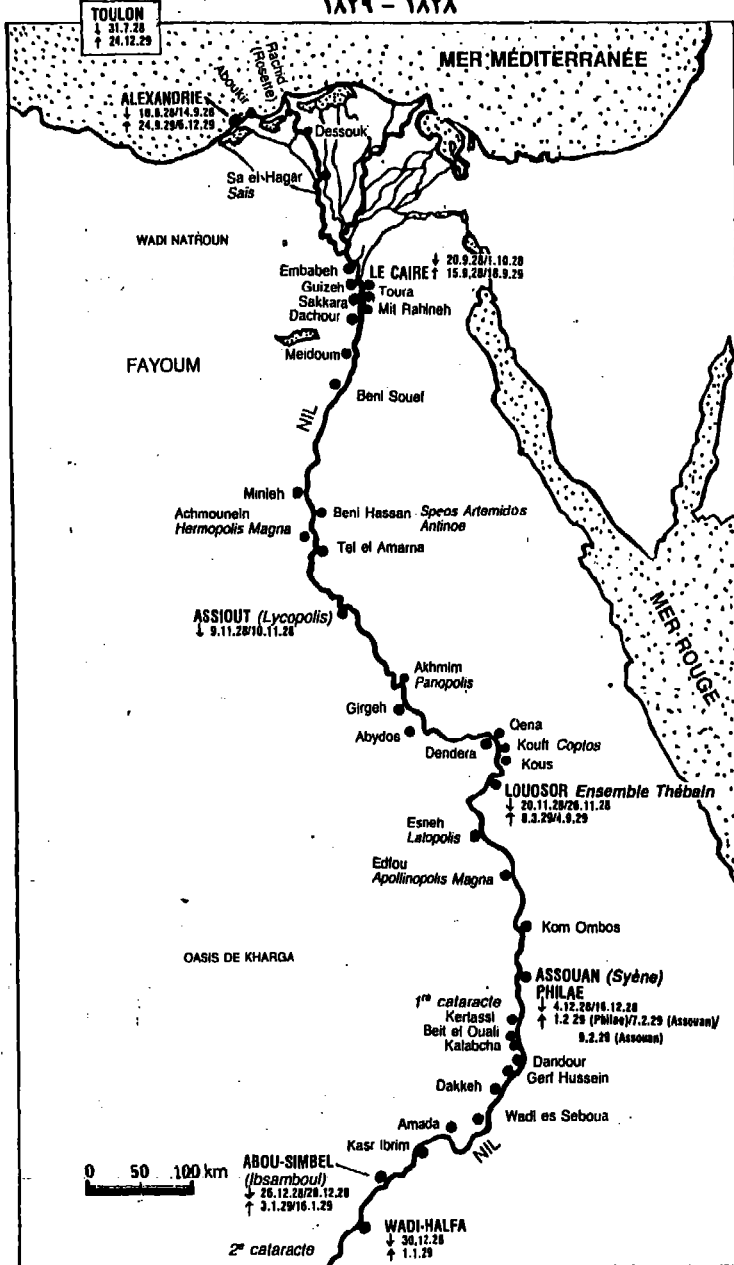 ١٨٢٩ – ١٨٢٨
TOULON
↓ 31.7.28
↑ 24.12.29
MER MÉDITERRANÉE
Rachid
(Rosette)
Aboukir
ALEXANDRIE
↓ 18.8.28/14.9.28
↑ 24.9.29/6.12.29
Dessouk
Sa el-Hagar
Saïs
WADI NATROUN
Embabeh
LE CAIRE
↓ 20.9.28/1.10.28
↑ 15.9.28/18.9.29
Guizeh
Toura
Sakkara
Mit Rahineh
Dachour
Meidoum
FAYOUM
Beni Souef
NIL
Minieh
Achmounein
Hermopolis Magna
Beni Hassan Speos Artemidos
Antinoe
Tel el Amarna
ASSIOUT (Lycopolis)
↓ 9.11.28/10.11.28
MER ROUGE
Akhmim
Panopolis
Girgeh
Abydos
Qena
Dendera
Kouft Coptos
Kous
LOUQSOR Ensemble Thébain
↓ 20.11.28/26.11.28
↑ 8.3.29/4.9.29
Esneh
Latopolis
Edfou
Apollinopolis Magna
Kom Ombos
OASIS DE KHARGA
ASSOUAN (Syène)
PHILAE
↓ 4.12.28/16.12.28
↑ 1.2.29 (Philae)/7.2.29 (Assouan)/
9.2.29 (Assouan)
1re cataracte
Kertassi
Beit el Ouali
Kalabcha
Dandour
Gerf Hussein
Dakkeh
Wadi es Seboua
Amada
Kasr Ibrim
NIL
0 50 100 km
ABOU-SIMBEL
(Ibsamboul)
↓ 26.12.28/28.12.28
↑ 3.1.29/16.1.29
WADI-HALFA
↓ 30.12.28
↑ 1.1.29
2e cataracte